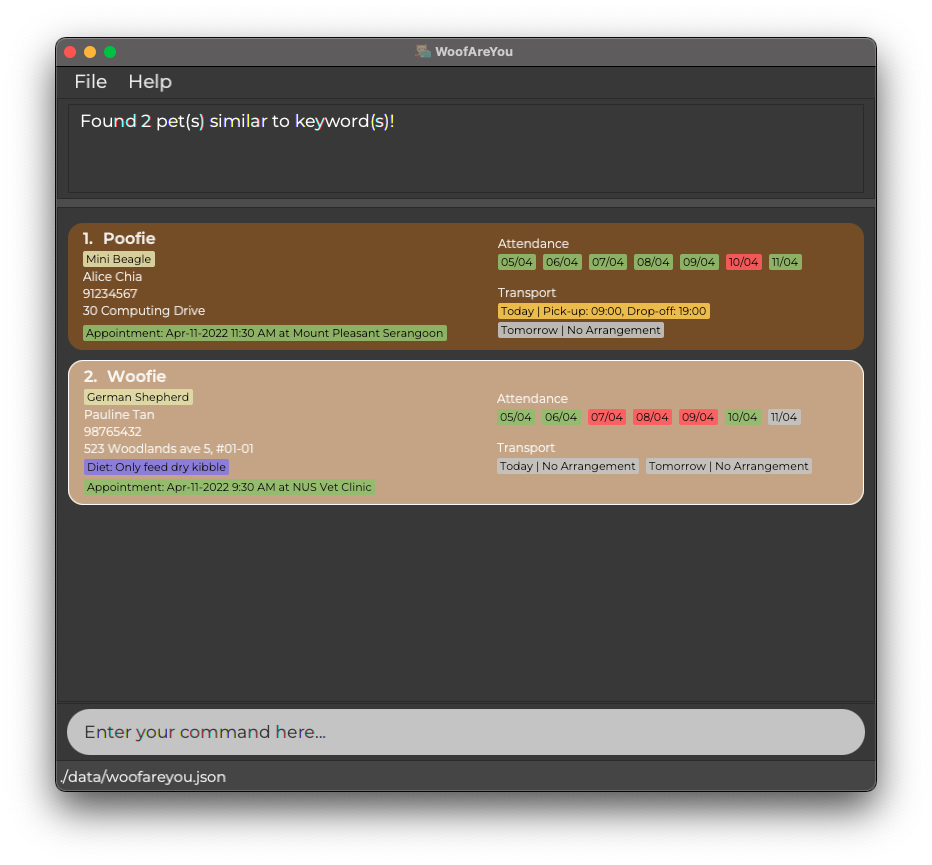 WoofAreYou
File Help
Found 2 pet(s) similar to keyword(s)!
1. Poofie
Mini Beagle
Alice Chia
91234567
30 Computing Drive
Appointment: Apr-11-2022 11:30 AM at Mount Pleasant Serangoon
Attendance
05/04 06/04 07/04 08/04 09/04 10/04 11/04
Transport
Today | Pick-up: 09:00, Drop-off: 19:00
Tomorrow | No Arrangement
2. Woofie
German Shepherd
Pauline Tan
98765432
523 Woodlands ave 5, #01-01
Diet: Only feed dry kibble
Appointment: Apr-11-2022 9:30 AM at NUS Vet Clinic
Attendance
05/04 06/04 07/04 08/04 09/04 10/04 11/04
Transport
Today | No Arrangement Tomorrow | No Arrangement
Enter your command here...
./data/woofareyou.json